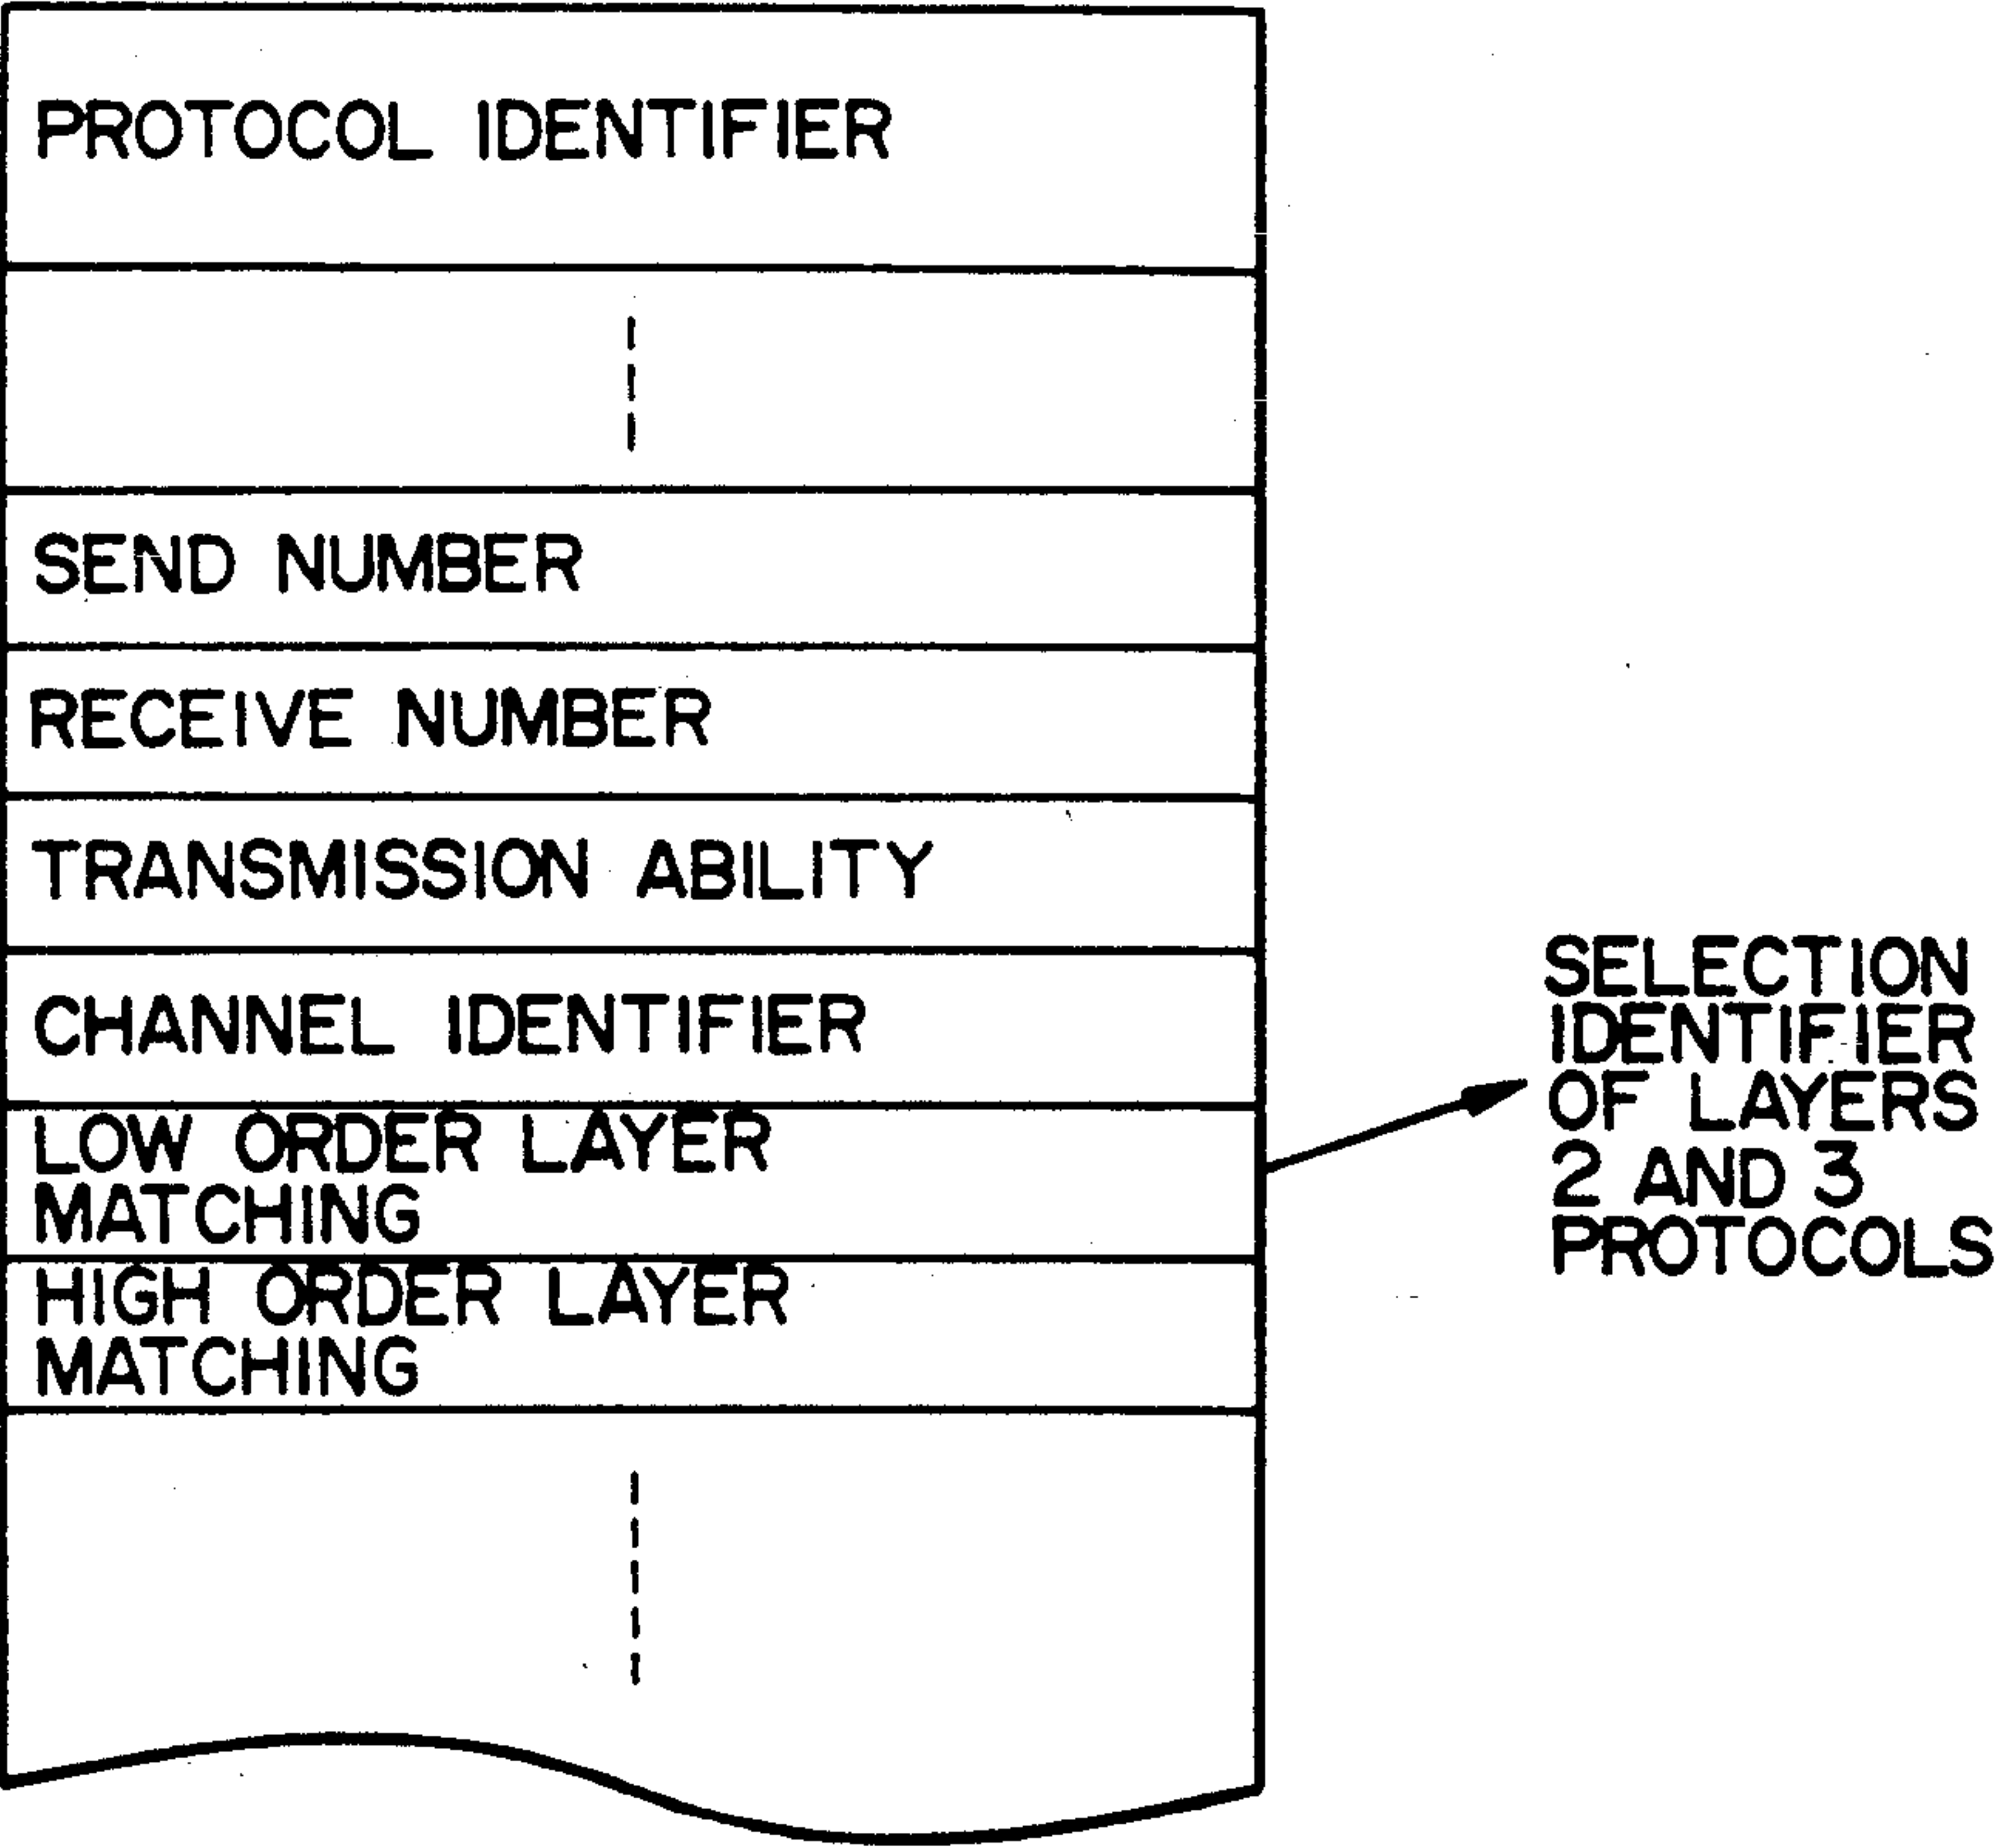 PROTOCOL IDENTIFIER
SEND NUMBER
RECEIVE NUMBER
TRANSMISSION ABILITY
CHANNEL IDENTIFIER
LOW ORDER LAYER
MATCHING
HIGH ORDER LAYER
MATCHING
SELECTION
IDENTIFIER
OF LAYERS
2 AND 3
PROTOCOLS